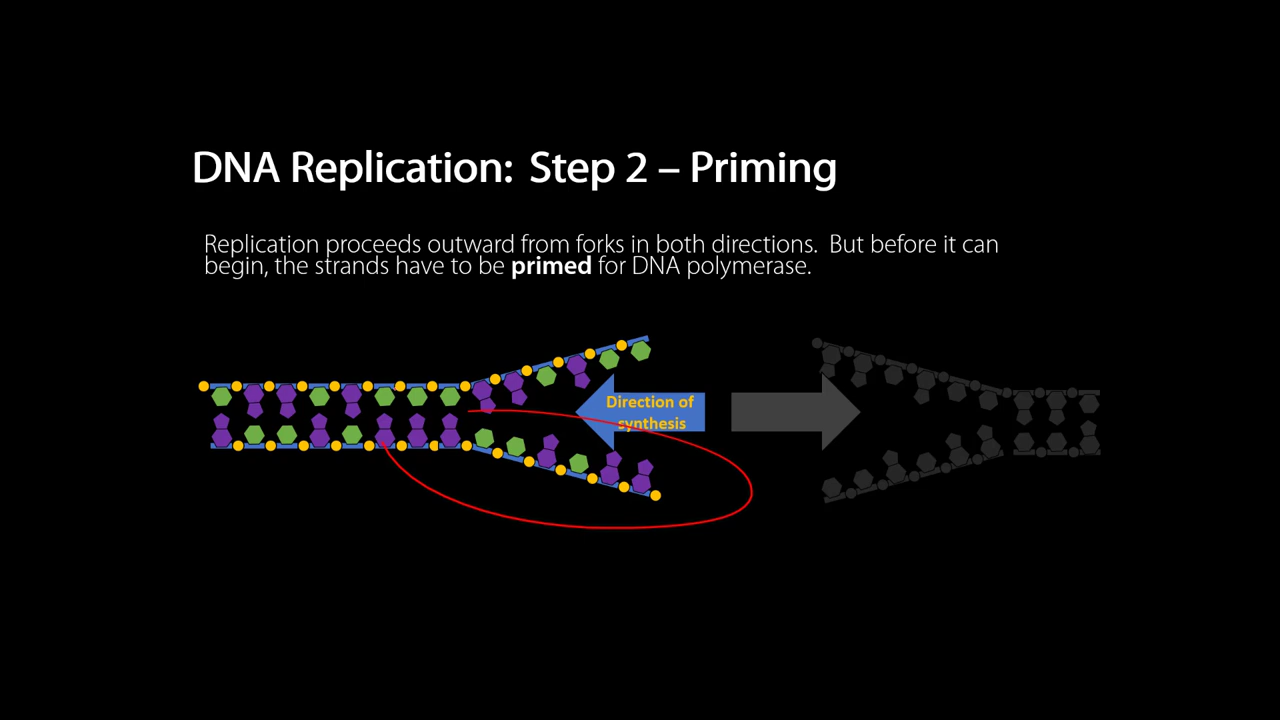 DNA Replication:  Step 2 – Priming
Replication proceeds outward from forks in both directions.  But before it can
begin, the strands have to be primed for DNA polymerase.
Direction of
synthesis